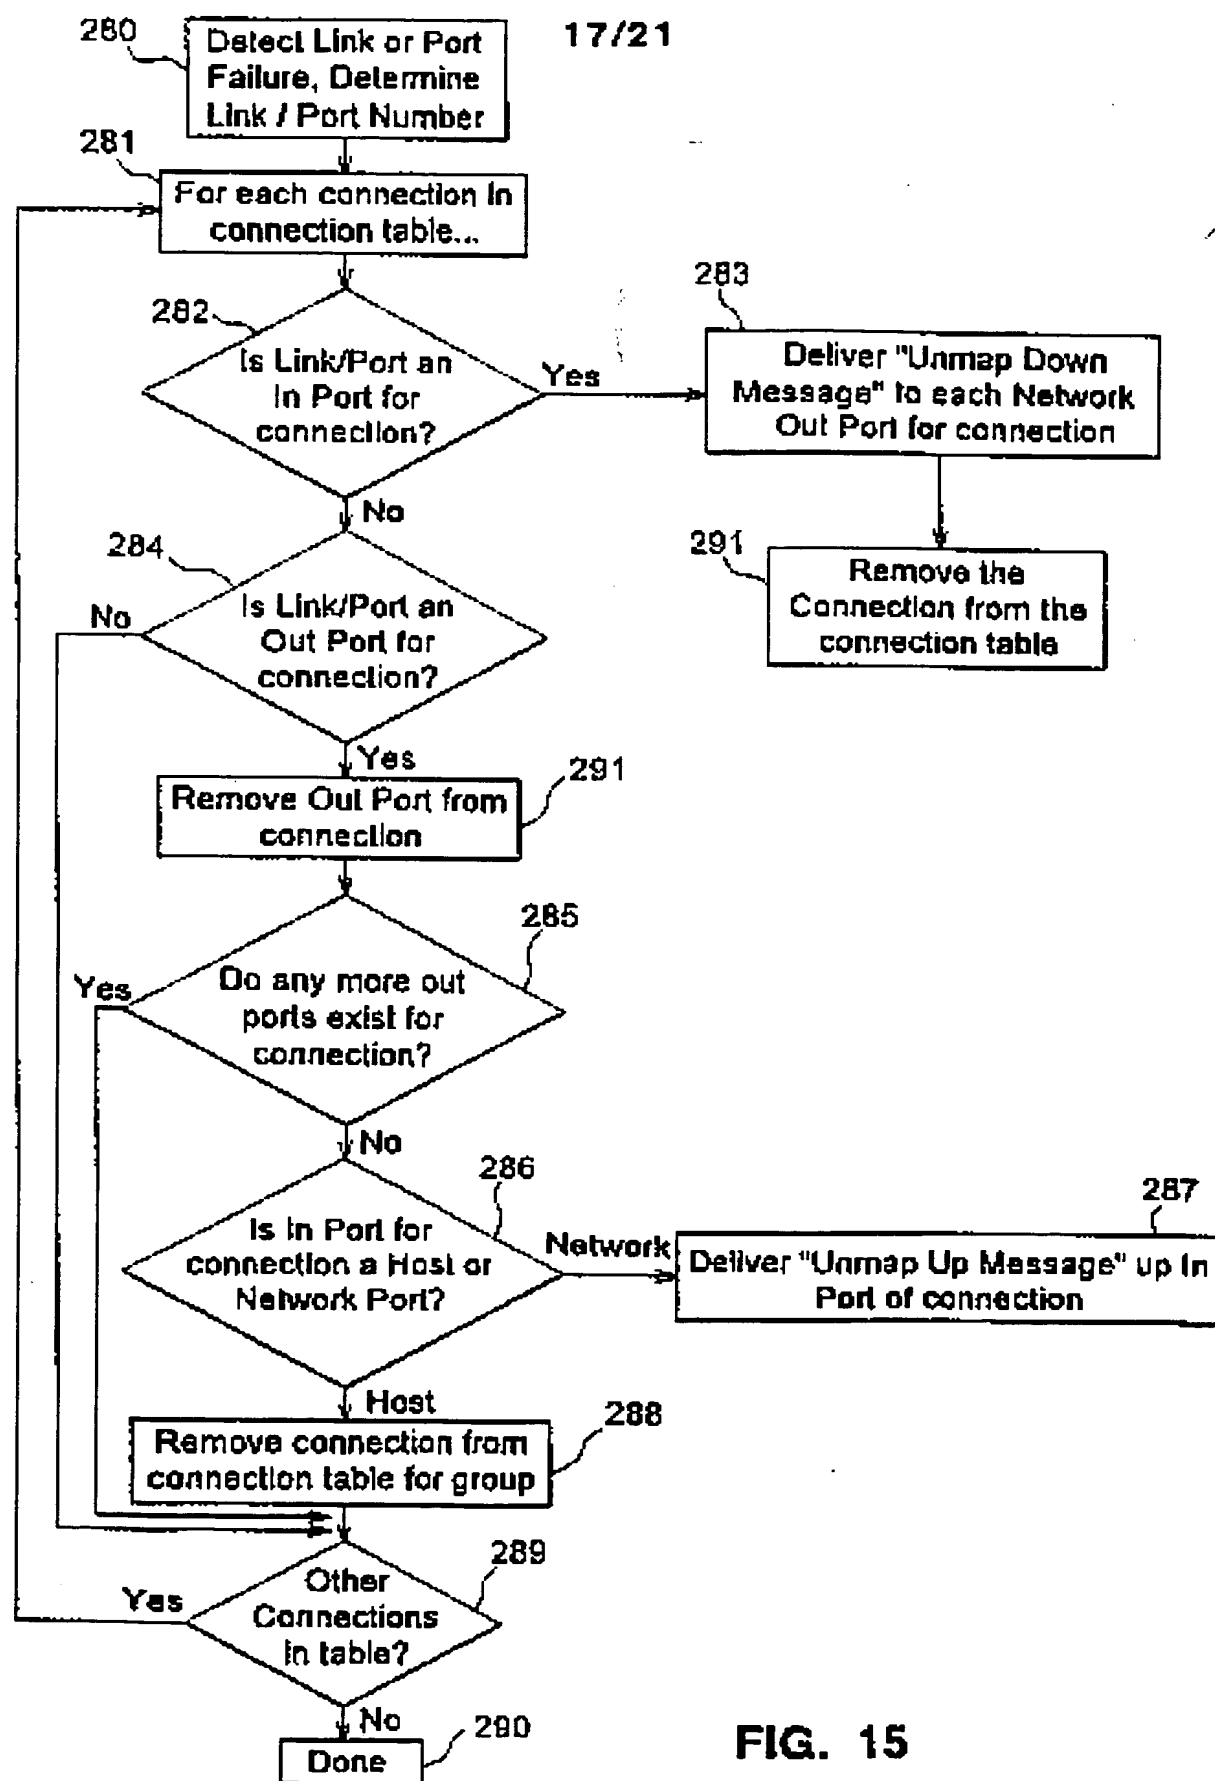 280
Detect Link or Port
Failure, Determine
Link / Port Number
17/21
281
For each connection in
connection table...
282
Is Link/Port an
In Port for
connection?
Yes
283
Deliver "Unmap Down
Message" to each Network
Out Port for connection
No
291
Remove the
Connection from the
connection table
284
No
Is Link/Port an
Out Port for
connection?
Yes
291
Remove Out Port from
connection
285
Yes
Do any more out
ports exist for
connection?
No
286
Is In Port for
connection a Host or
Network Port?
Network
287
Deliver "Unmap Up Message" up In
Port of connection
Host
288
Remove connection from
connection table for group
289
Yes
Other
Connections
in table?
No
290
Done
FIG. 15